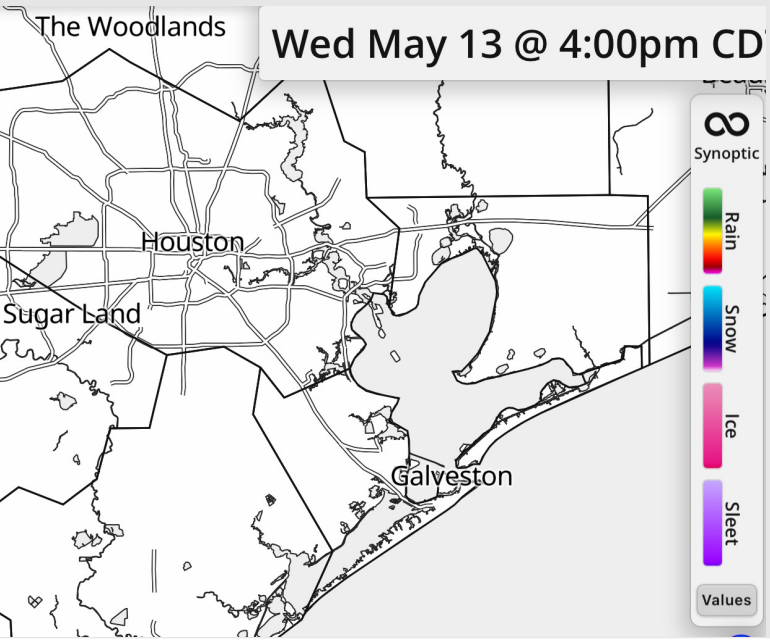 The Woodlands
Wed May 13 @ 4:00pm CD
Synoptic
Rain
Houston
Snow
Sugar Land
Ice
Galveston
Sleet
Values